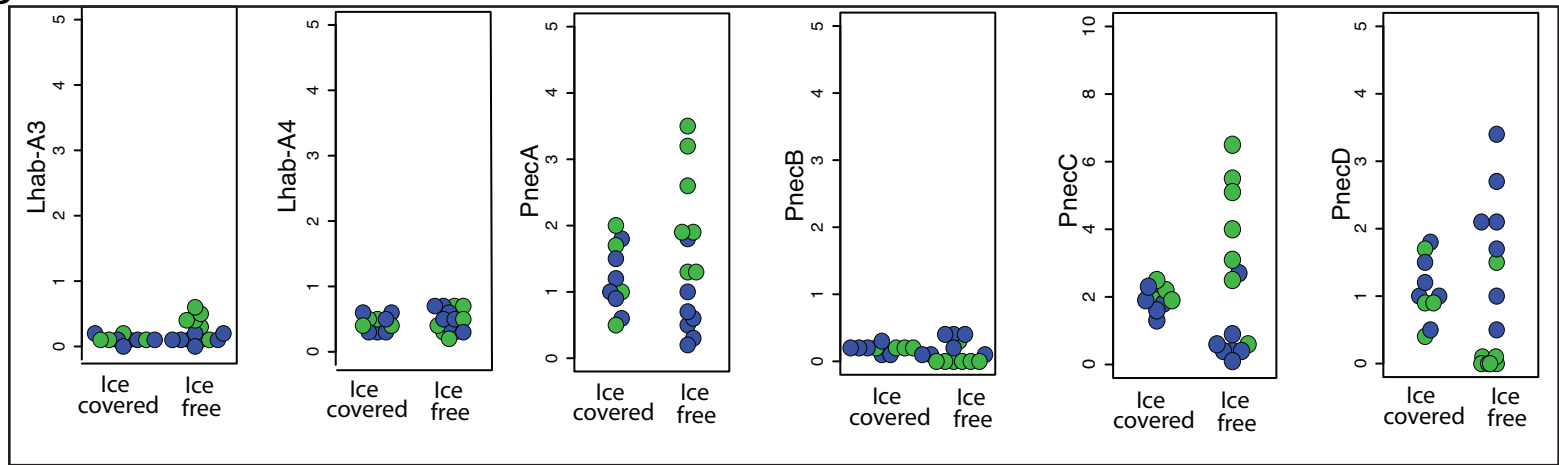 Lhab-A3
5
4
3
2
1
0
Ice
covered
Ice
free
Lhab-A4
5
4
3
2
1
0
Ice
covered
Ice
free
PnecA
5
4
3
2
1
0
Ice
covered
Ice
free
PnecB
5
4
3
2
1
0
Ice
covered
Ice
free
PnecC
10
8
6
4
2
0
Ice
covered
Ice
free
PnecD
5
4
3
2
1
0
Ice
covered
Ice
free